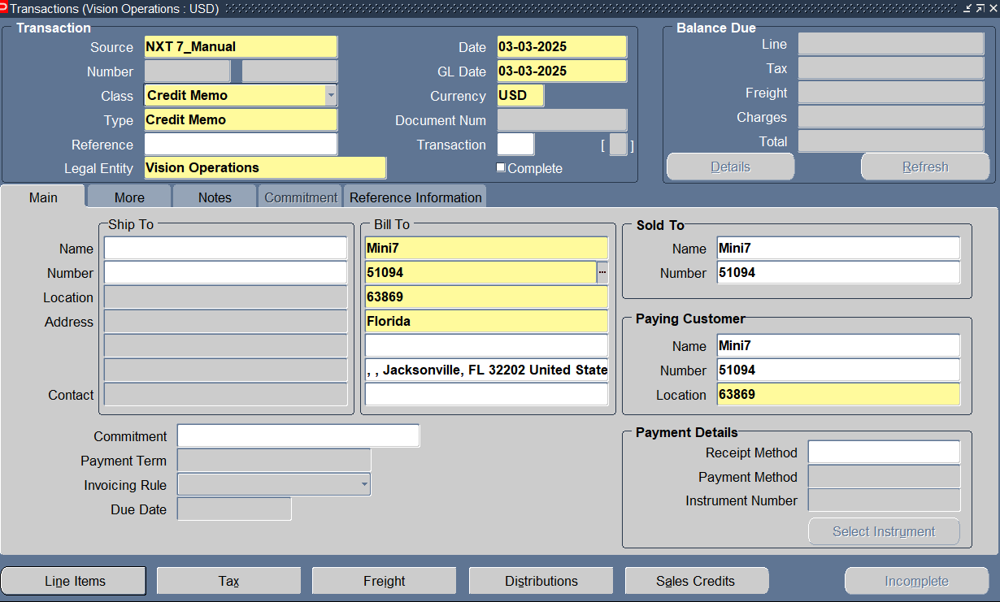 Transactions (Vision Operations : USD)
Transaction
Source NXT 7_Manual
Number
Class Credit Memo
Type Credit Memo
Reference
Legal Entity Vision Operations
Date 03-03-2025
GL Date 03-03-2025
Currency USD
Document Num
Transaction [ ]
Complete
Balance Due
Line
Tax
Freight
Charges
Total
Details Refresh
Main More Notes Commitment Reference Information
Ship To
Name
Number
Location
Address
Contact
Bill To
Mini7
51094 ...
63869
Florida
, , Jacksonville, FL 32202 United State
Sold To
Name Mini7
Number 51094
Paying Customer
Name Mini7
Number 51094
Location 63869
Commitment
Payment Term
Invoicing Rule
Due Date
Payment Details
Receipt Method
Payment Method
Instrument Number
Select Instrument
Line Items Tax Freight Distributions Sales Credits Incomplete